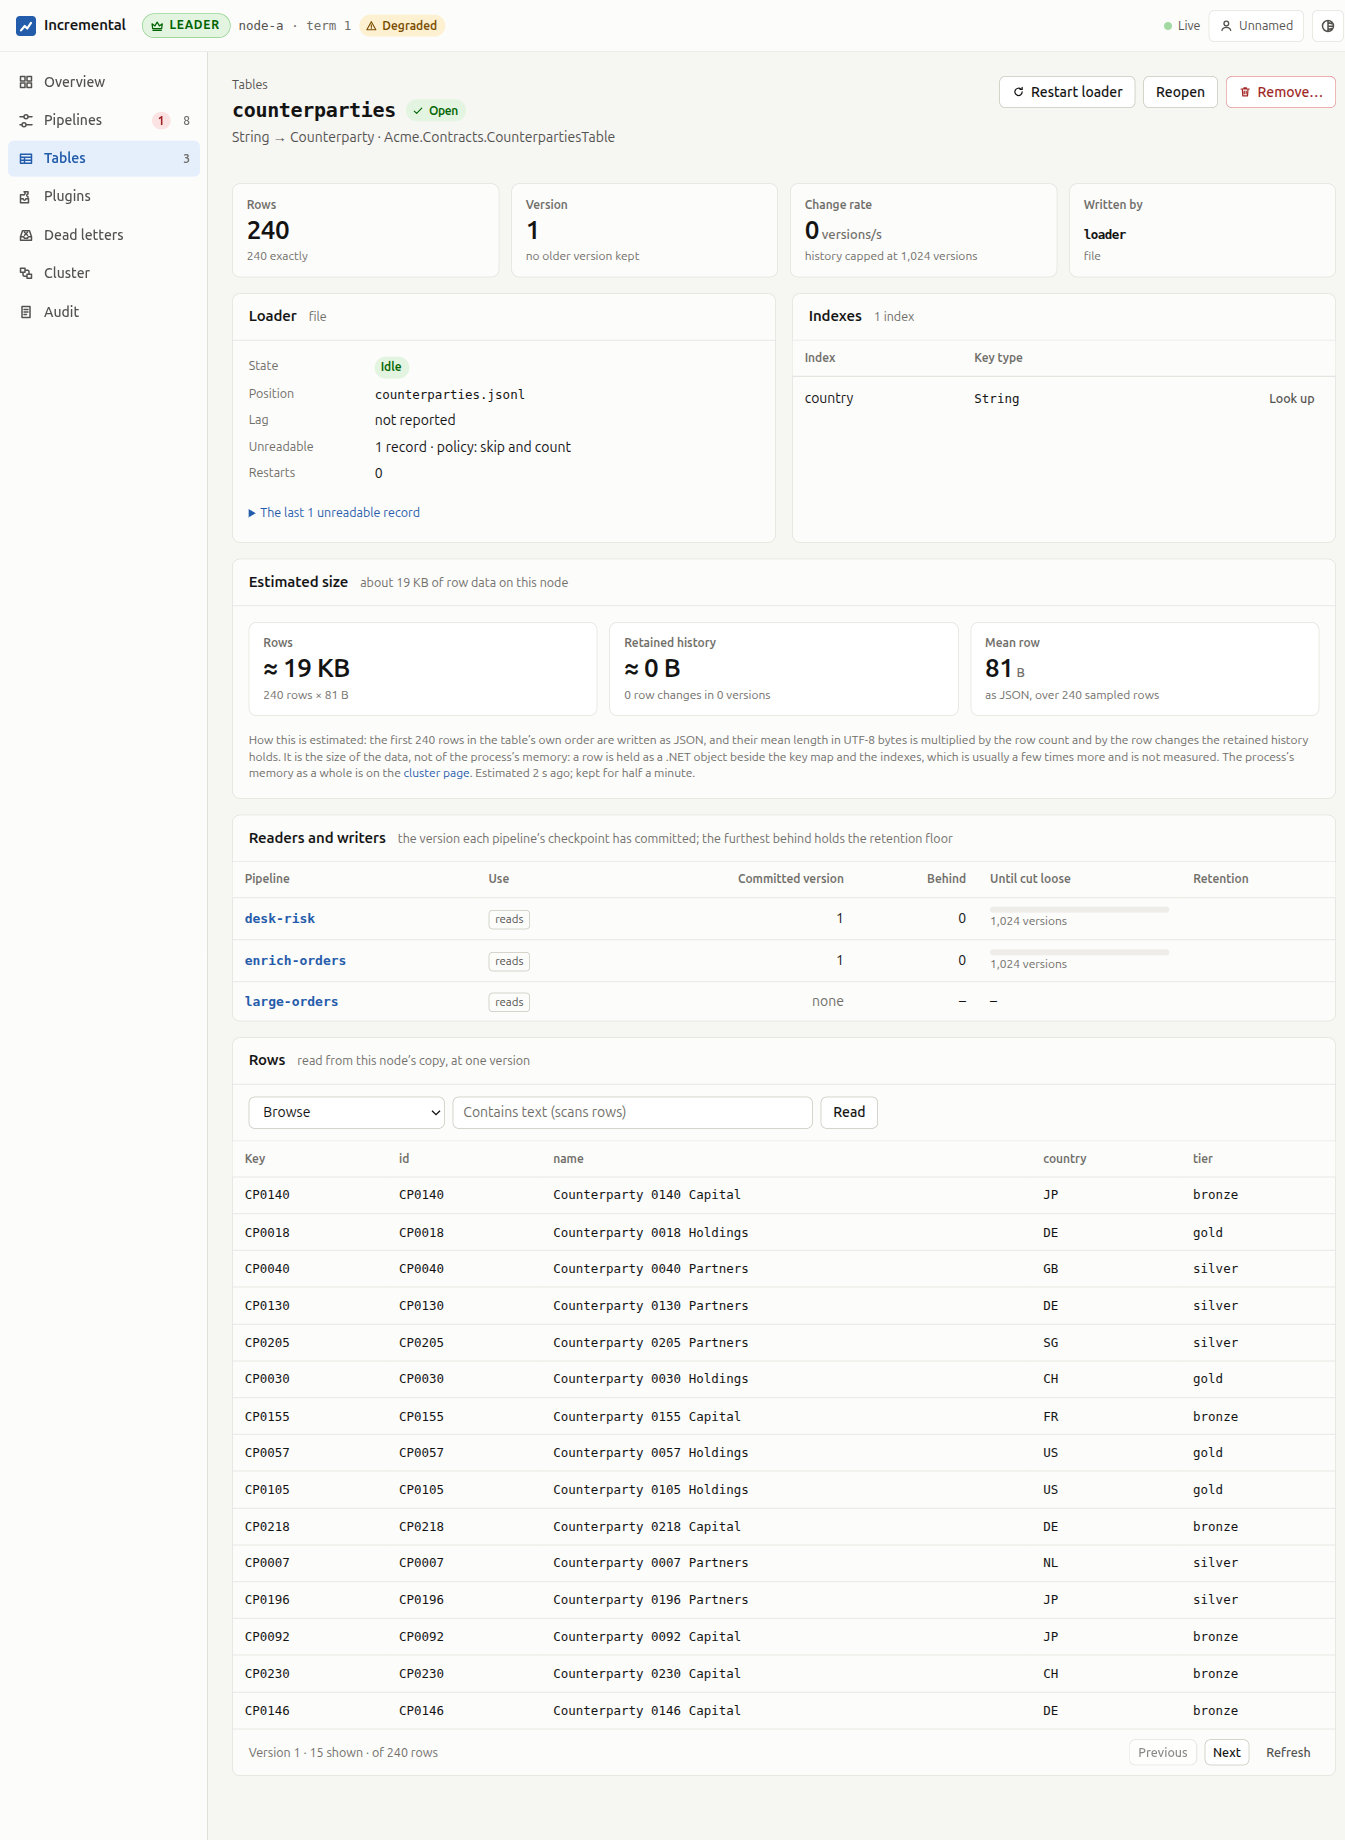 Incremental
LEADER
node-a · term 1
Degraded
Live
Unnamed
Overview
Pipelines 1 8
Tables 3
Plugins
Dead letters
Cluster
Audit
Tables
counterparties Open
String → Counterparty · Acme.Contracts.CounterpartiesTable
Restart loader
Reopen
Remove…
Rows
240
240 exactly
Version
1
no older version kept
Change rate
0 versions/s
history capped at 1,024 versions
Written by
loader
file
Loader file
State Idle
Position counterparties.jsonl
Lag not reported
Unreadable 1 record · policy: skip and count
Restarts 0
▶ The last 1 unreadable record
Indexes 1 index
Index Key type
country String Look up
Estimated size about 19 KB of row data on this node
Rows
≈ 19 KB
240 rows × 81 B
Retained history
≈ 0 B
0 row changes in 0 versions
Mean row
81 B
as JSON, over 240 sampled rows
How this is estimated: the first 240 rows in the table's own order are written as JSON, and their mean length in UTF-8 bytes is multiplied by the row count and by the row changes the retained history
holds. It is the size of the data, not of the process's memory: a row is held as a .NET object beside the key map and the indexes, which is usually a few times more and is not measured. The process's
memory as a whole is on the cluster page. Estimated 2 s ago; kept for half a minute.
Readers and writers the version each pipeline's checkpoint has committed; the furthest behind holds the retention floor
Pipeline Use Committed version Behind Until cut loose Retention
desk-risk reads 1 0 1,024 versions
enrich-orders reads 1 0 1,024 versions
large-orders reads none – –
Rows read from this node's copy, at one version
Browse Contains text (scans rows) Read
Key id name country tier
CP0140 CP0140 Counterparty 0140 Capital JP bronze
CP0018 CP0018 Counterparty 0018 Holdings DE gold
CP0040 CP0040 Counterparty 0040 Partners GB silver
CP0130 CP0130 Counterparty 0130 Partners DE silver
CP0205 CP0205 Counterparty 0205 Partners SG silver
CP0030 CP0030 Counterparty 0030 Holdings CH gold
CP0155 CP0155 Counterparty 0155 Capital FR bronze
CP0057 CP0057 Counterparty 0057 Holdings US gold
CP0105 CP0105 Counterparty 0105 Holdings US gold
CP0218 CP0218 Counterparty 0218 Capital DE bronze
CP0007 CP0007 Counterparty 0007 Partners NL silver
CP0196 CP0196 Counterparty 0196 Partners JP silver
CP0092 CP0092 Counterparty 0092 Capital JP bronze
CP0230 CP0230 Counterparty 0230 Capital CH bronze
CP0146 CP0146 Counterparty 0146 Capital DE bronze
Version 1 · 15 shown · of 240 rows
Previous
Next
Refresh